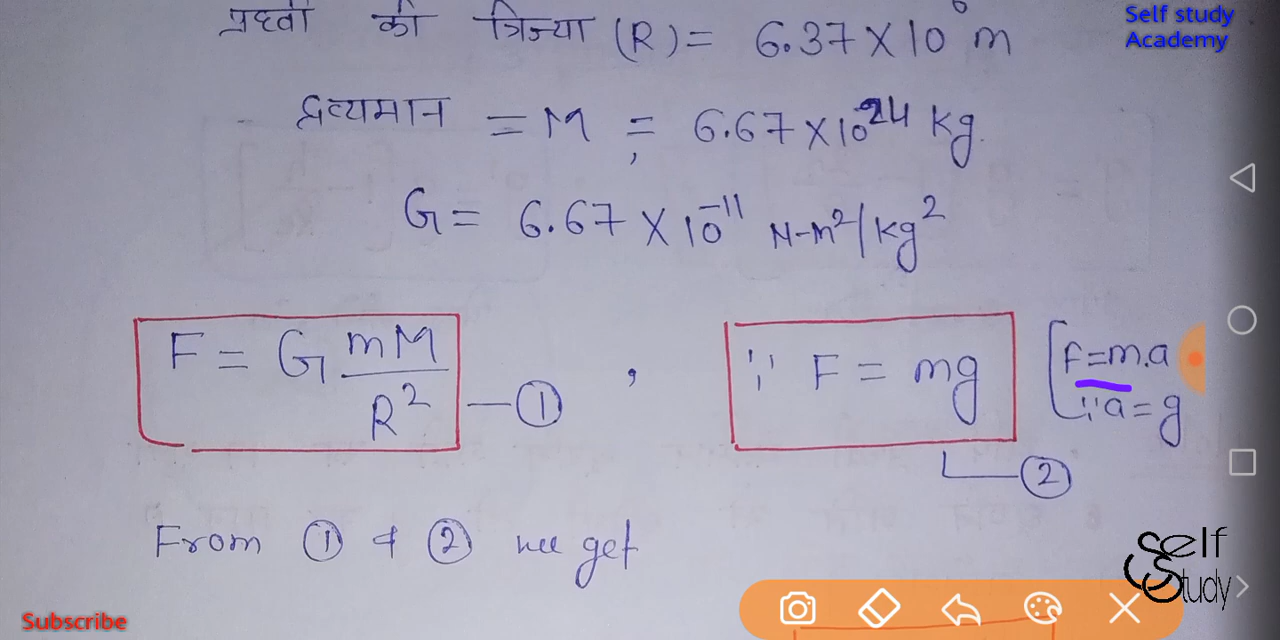 की त्रिज्या (R) = 6.37 × 10 m
Self study
Academy
द्रव्यमान = M = 6.67 × 10²⁴ kg.
G = 6.67 × 10⁻¹¹ N-m²/kg²
F = G mM/R² — ①
, ∵ F = mg
② 
[F=m.a
∵ a=g
From ① & ② we get
Self
Study
Subscribe